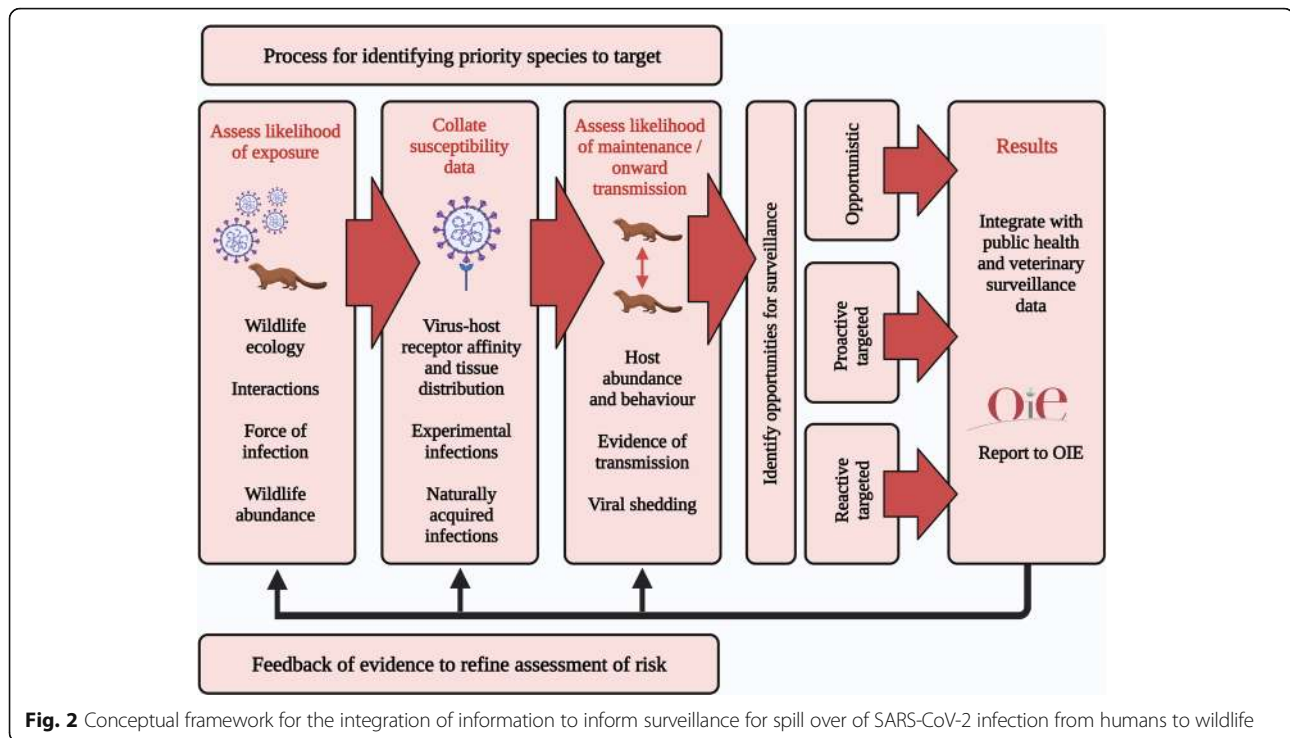 Process for identifying priority species to target
Assess likelihood
of exposure
Wildlife
ecology
Interactions
Force of
infection
Wildlife
abundance
Collate
susceptibility
data
Virus-host
receptor affinity
and tissue
distribution
Experimental
infections
Naturally
acquired
infections
Assess likelihood
of maintenance /
onward
transmission
Host
abundance
and behaviour
Evidence of
transmission
Viral shedding
Identify opportunities for surveillance
Opportunistic
Proactive
targeted
Reactive
targeted
Results
Integrate with
public health
and veterinary
surveillance
data
OiE
Report to OIE
Feedback of evidence to refine assessment of risk
Fig. 2 Conceptual framework for the integration of information to inform surveillance for spill over of SARS-CoV-2 infection from humans to wildlife